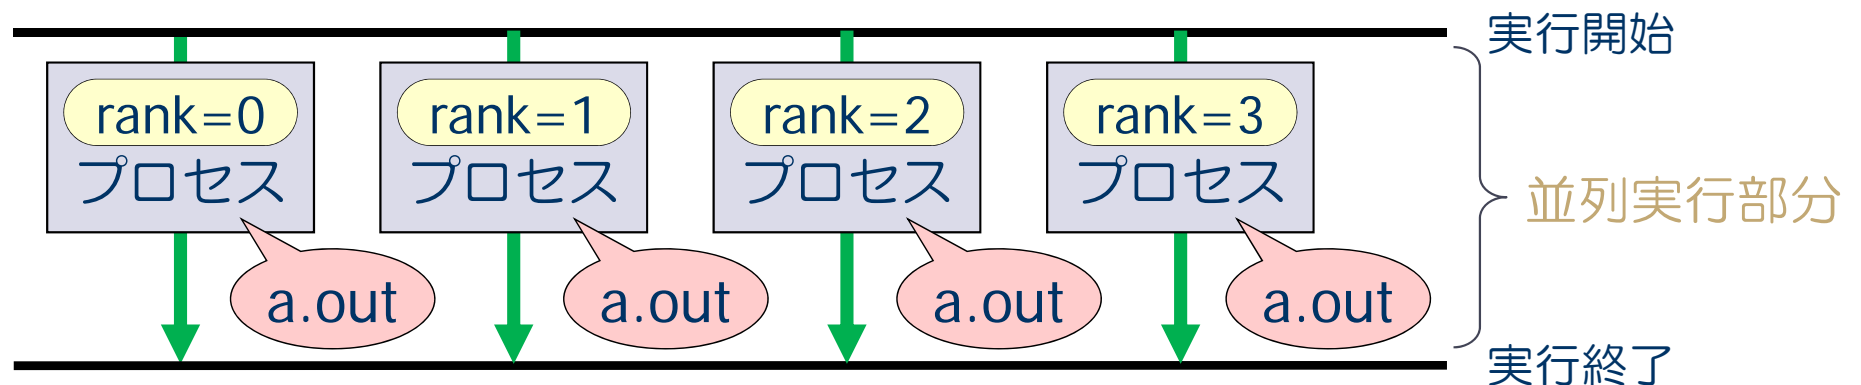 実行開始
rank=0
プロセス
a.out
rank=1
プロセス
a.out
rank=2
プロセス
a.out
rank=3
プロセス
a.out
並列実行部分
実行終了